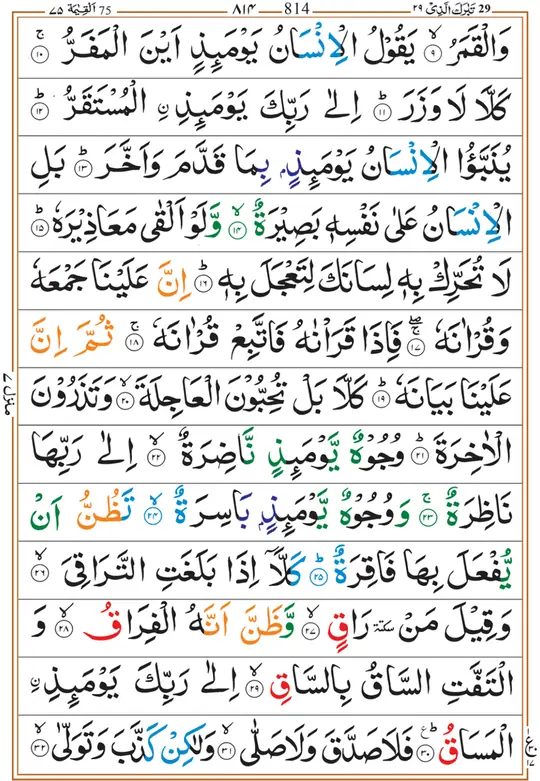 29 تَبٰرَكَ الَّذِىْ ٢٩ 814 ٨١٤ 75 اَلْقِيٰمَة ٧٥
وَالْقَمَرُ ۙ‏ ٩ يَقُوْلُ الْاِنْسَانُ يَوْمَئِذٍ اَيْنَ الْمَفَرُّ‌ ۚ‏ ١٠
كَلَّا لَا وَزَرَ ؕ‏ ١١ اِلٰى رَبِّكَ يَوْمَئِذِ ۨ الْمُسْتَقَرُّ ؕ‏ ١٢
يُنَبَّؤُا الْاِنْسَانُ يَوْمَئِذٍۢ بِمَا قَدَّمَ وَاَخَّرَ ؕ‏ ١٣ بَلِ
الْاِنْسَانُ عَلٰى نَفْسِهٖ بَصِيْرَةٌ ۙ‏ ١٤ وَّلَوْ اَلْقٰى مَعَاذِيْرَهٗ ؕ‏ ١٥
لَا تُحَرِّكْ بِهٖ لِسَانَكَ لِتَعْجَلَ بِهٖ ؕ‏ ١٦ اِنَّ عَلَيْنَا جَمْعَهٗ
وَقُرْاٰنَهٗ ۚ ۖ‏ ١٧ فَاِذَا قَرَاْنٰهُ فَاتَّبِعْ قُرْاٰنَهٗ‌ ۚ‏ ١٨ ثُمَّ اِنَّ
عَلَيْنَا بَيَانَهٗ ؕ‏ ١٩ كَلَّا بَلْ تُحِبُّوْنَ الْعَاجِلَةَ ۙ‏ ٢٠ وَتَذَرُوْنَ
الْاٰخِرَةَ ؕ‏ ٢١ وُجُوْهٌ يَّوْمَئِذٍ نَّاضِرَةٌ ۙ‏ ٢٢ اِلٰى رَبِّهَا
نَاظِرَةٌ‌ ۚ‏ ٢٣ وَوُجُوْهٌ يَّوْمَئِذٍۢ بَاسِرَةٌ ۙ‏ ٢٤ تَظُنُّ اَنْ
يُّفْعَلَ بِهَا فَاقِرَةٌ ؕ‏ ٢٥ كَلَّاۤ اِذَا بَلَغَتِ التَّرَاقِىَۙ‏ ٢٦
وَقِيْلَ مَنْ سكتة رَاقٍۙ‏ ٢٧ وَّظَنَّ اَنَّهُ الْفِرَاقُۙ‏ ٢٨ وَ
الْتَفَّتِ السَّاقُ بِالسَّاقِۙ‏ ٢٩ اِلٰى رَبِّكَ يَوْمَئِذِ ۨ
الْمَسَاقُ ؕ ع‏ ٣٠ فَلَا صَدَّقَ وَلَا صَلّٰىۙ‏ ٣١ وَلٰكِنْ كَذَّبَ وَتَوَلّٰىۙ‏ ٣٢
منزل ٧